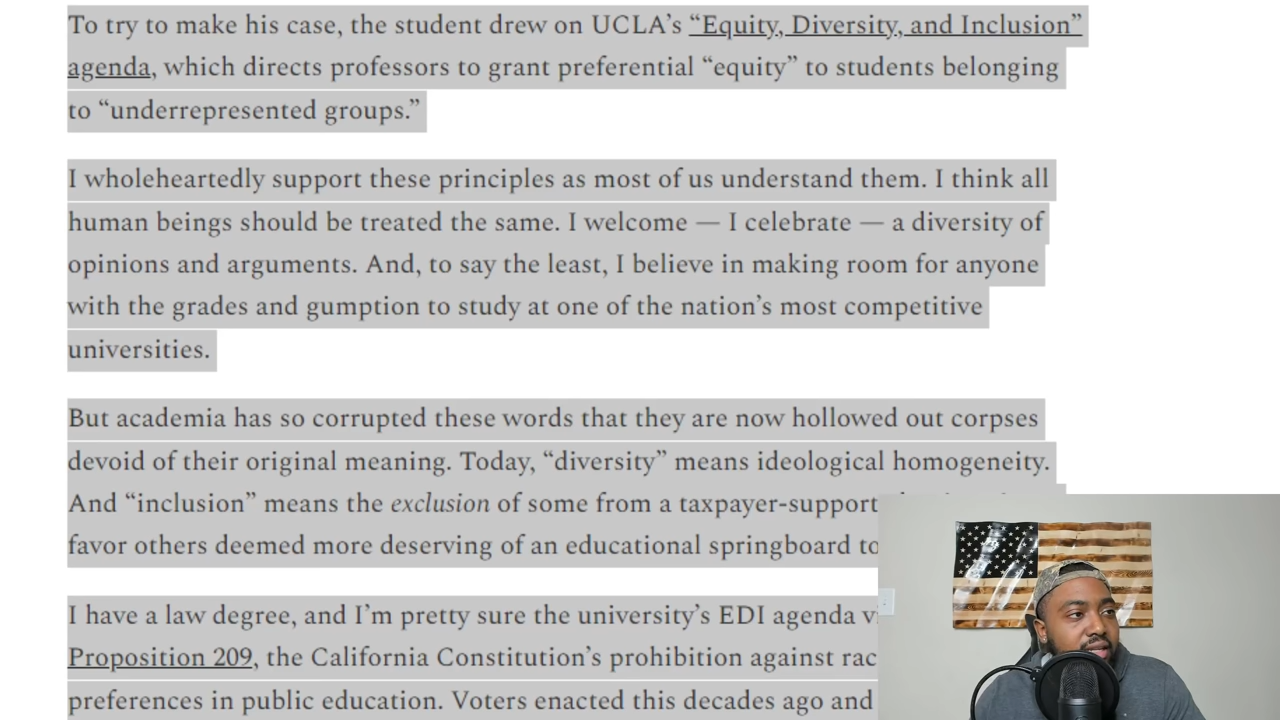 To try to make his case, the student drew on UCLA’s “Equity, Diversity, and Inclusion”
agenda, which directs professors to grant preferential “equity” to students belonging
to “underrepresented groups.”
I wholeheartedly support these principles as most of us understand them. I think all
human beings should be treated the same. I welcome — I celebrate — a diversity of
opinions and arguments. And, to say the least, I believe in making room for anyone
with the grades and gumption to study at one of the nation’s most competitive
universities.
But academia has so corrupted these words that they are now hollowed out corpses
devoid of their original meaning. Today, “diversity” means ideological homogeneity.
And “inclusion” means the exclusion of some from a taxpayer-support
favor others deemed more deserving of an educational springboard to
I have a law degree, and I’m pretty sure the university’s EDI agenda
Proposition 209, the California Constitution’s prohibition against rac
preferences in public education. Voters enacted this decades ago and